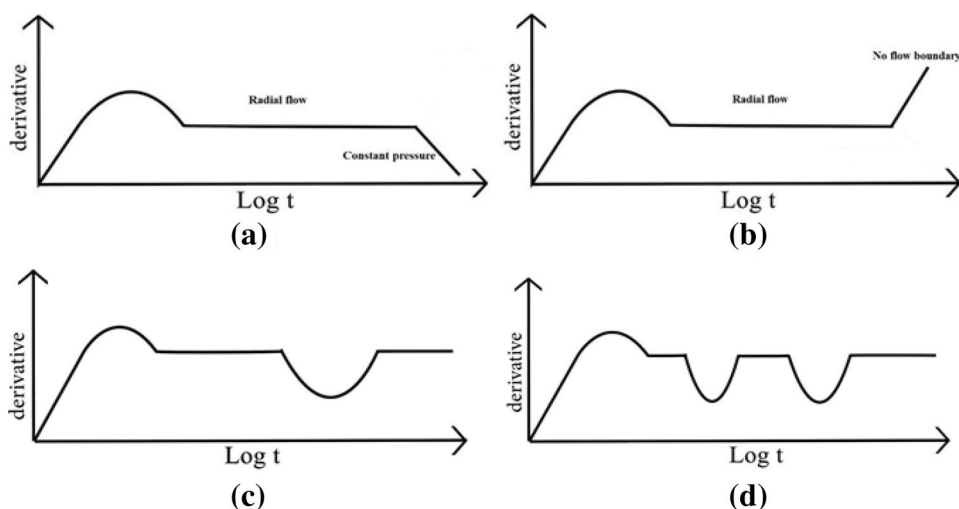 derivative
Radial flow
Constant pressure
Log t
(a)
derivative
No flow boundary
Radial flow
Log t
(b)
derivative
Log t
(c)
derivative
Log t
(d)